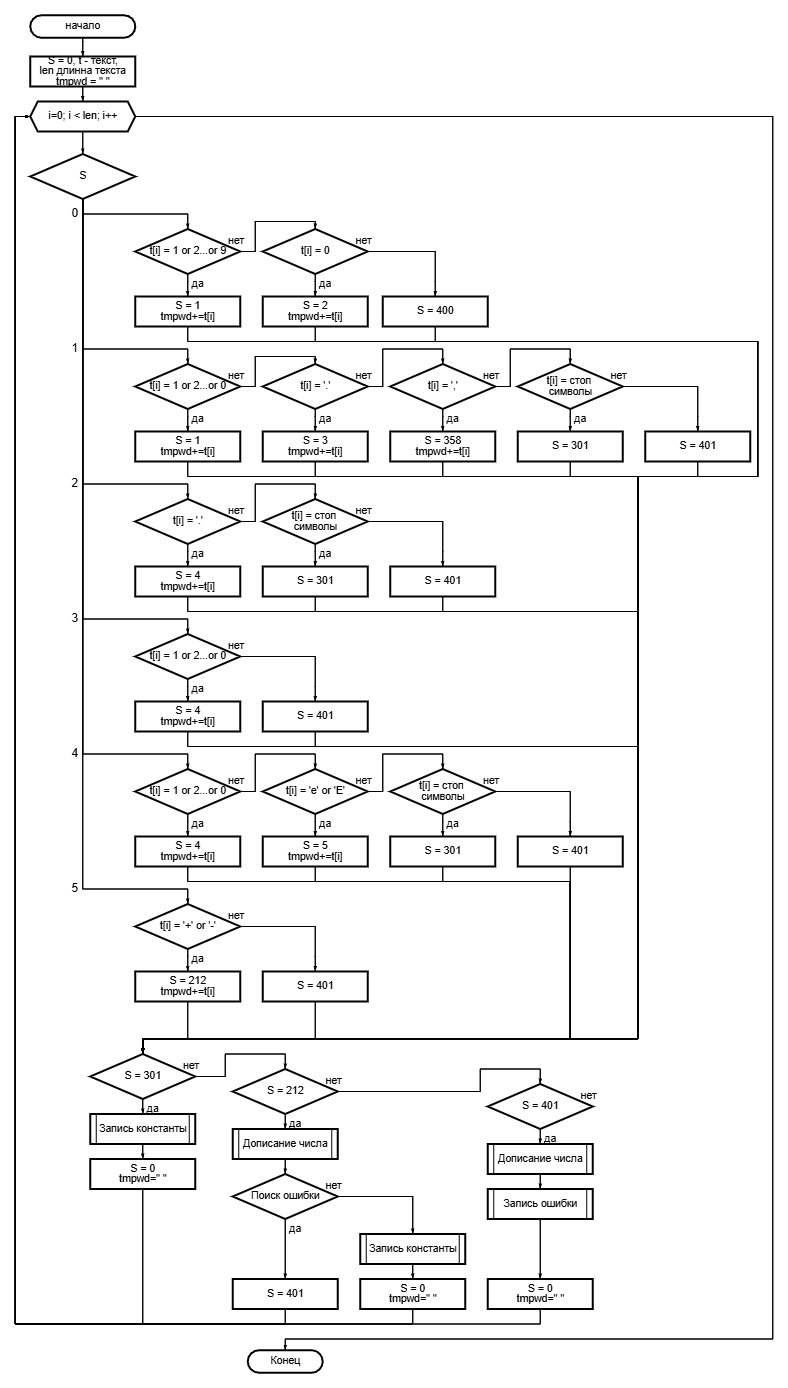 начало
S = 0, t - текст,
len длинна текста
tmpwd = " "
i=0; i < len; i++
S
0
t[i] = 1 or 2...or 9
нет
t[i] = 0
нет
да
да
S = 1
tmpwd+=t[i]
S = 2
tmpwd+=t[i]
S = 400
1
t[i] = 1 or 2...or 0
нет
t[i] = '.'
нет
t[i] = ','
нет
t[i] = стоп
символы
нет
да
да
да
да
S = 1
tmpwd+=t[i]
S = 3
tmpwd+=t[i]
S = 358
tmpwd+=t[i]
S = 301
S = 401
2
t[i] = '.'
нет
t[i] = стоп
символы
нет
да
да
S = 4
tmpwd+=t[i]
S = 301
S = 401
3
t[i] = 1 or 2...or 0
нет
да
S = 4
tmpwd+=t[i]
S = 401
4
t[i] = 1 or 2...or 0
нет
t[i] = 'e' or 'E'
нет
t[i] = стоп
символы
нет
да
да
да
S = 4
tmpwd+=t[i]
S = 5
tmpwd+=t[i]
S = 301
S = 401
5
t[i] = '+' or '-'
нет
да
S = 212
tmpwd+=t[i]
S = 401
S = 301
нет
да
Запись константы
S = 0
tmpwd=" "
S = 212
нет
да
Дописание числа
Поиск ошибки
нет
да
S = 401
Запись константы
S = 0
tmpwd=" "
S = 401
нет
да
Дописание числа
Запись ошибки
S = 0
tmpwd=" "
Конец